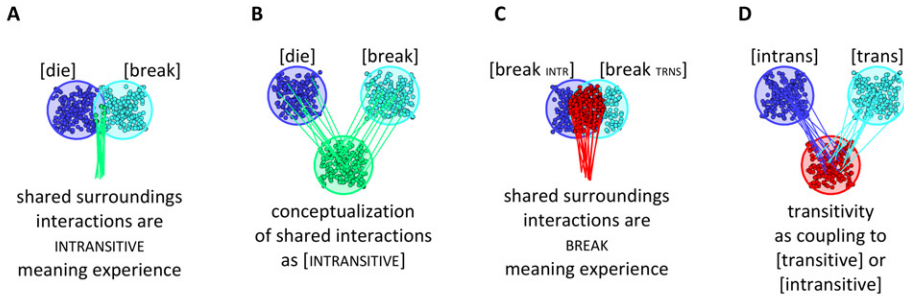 A
[die] [break]
shared surroundings
interactions are
INTRANSITIVE
meaning experience
B
[die] [break]
conceptualization
of shared interactions
as [INTRANSITIVE]
C
[break INTR] [break TRNS]
shared surroundings
interactions are
BREAK
meaning experience
D
[intrans] [trans]
transitivity
as coupling to
[transitive] or
[intransitive]